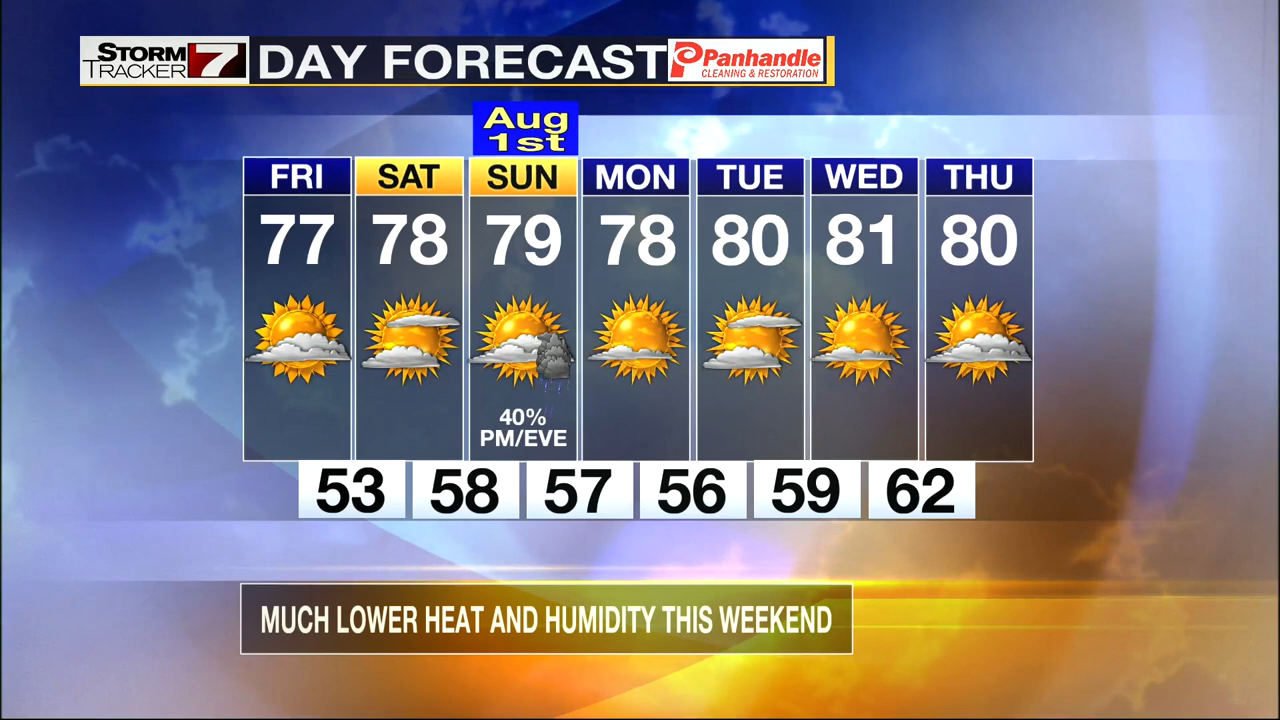 STORM
TRACKER 7 DAY FORECAST Panhandle
CLEANING & RESTORATION
Aug
1st
FRI SAT SUN MON TUE WED THU
77 78 79 78 80 81 80
40%
PM/EVE
53 58 57 56 59 62
MUCH LOWER HEAT AND HUMIDITY THIS WEEKEND